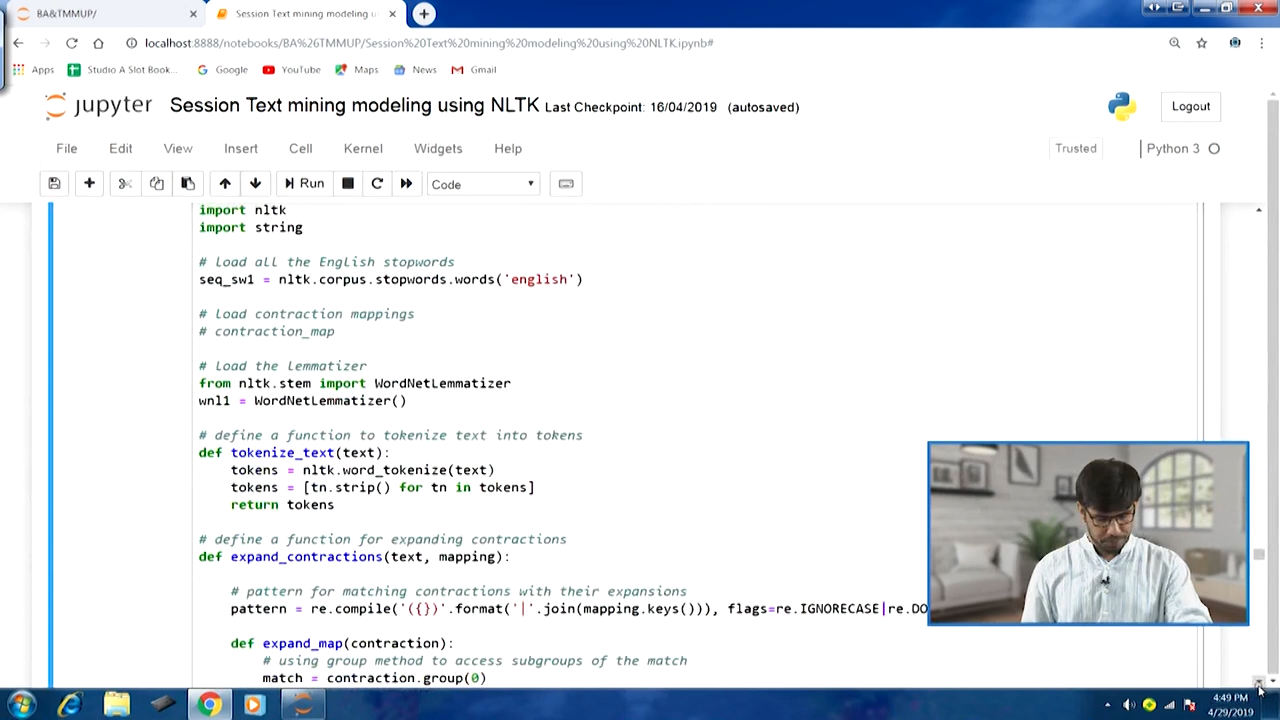 BA&TMMUP/
Session Text mining modeling u
localhost:8888/notebooks/BA%26TMMUP/Session%20Text%20mining%20modeling%20using%20NLTK.ipynb#
Apps Studio A Slot Book... Google YouTube Maps News Gmail
jupyter Session Text mining modeling using NLTK Last Checkpoint: 16/04/2019 (autosaved)
Logout
File Edit View Insert Cell Kernel Widgets Help
Trusted Python 3
Run Code
import nltk
import string
# load all the English stopwords
seq_sw1 = nltk.corpus.stopwords.words('english')
# load contraction mappings
# contraction_map
# load the lemmatizer
from nltk.stem import WordNetLemmatizer
wnl1 = WordNetLemmatizer()
# define a function to tokenize text into tokens
def tokenize_text(text):
tokens = nltk.word_tokenize(text)
tokens = [tn.strip() for tn in tokens]
return tokens
# define a function for expanding contractions
def expand_contractions(text, mapping):
# pattern for matching contractions with their expansions
pattern = re.compile('({})'.format('|'.join(mapping.keys())), flags=re.IGNORECASE|re.DO
def expand_map(contraction):
# using group method to access subgroups of the match
match = contraction.group(0)
4:49 PM
4/29/2019